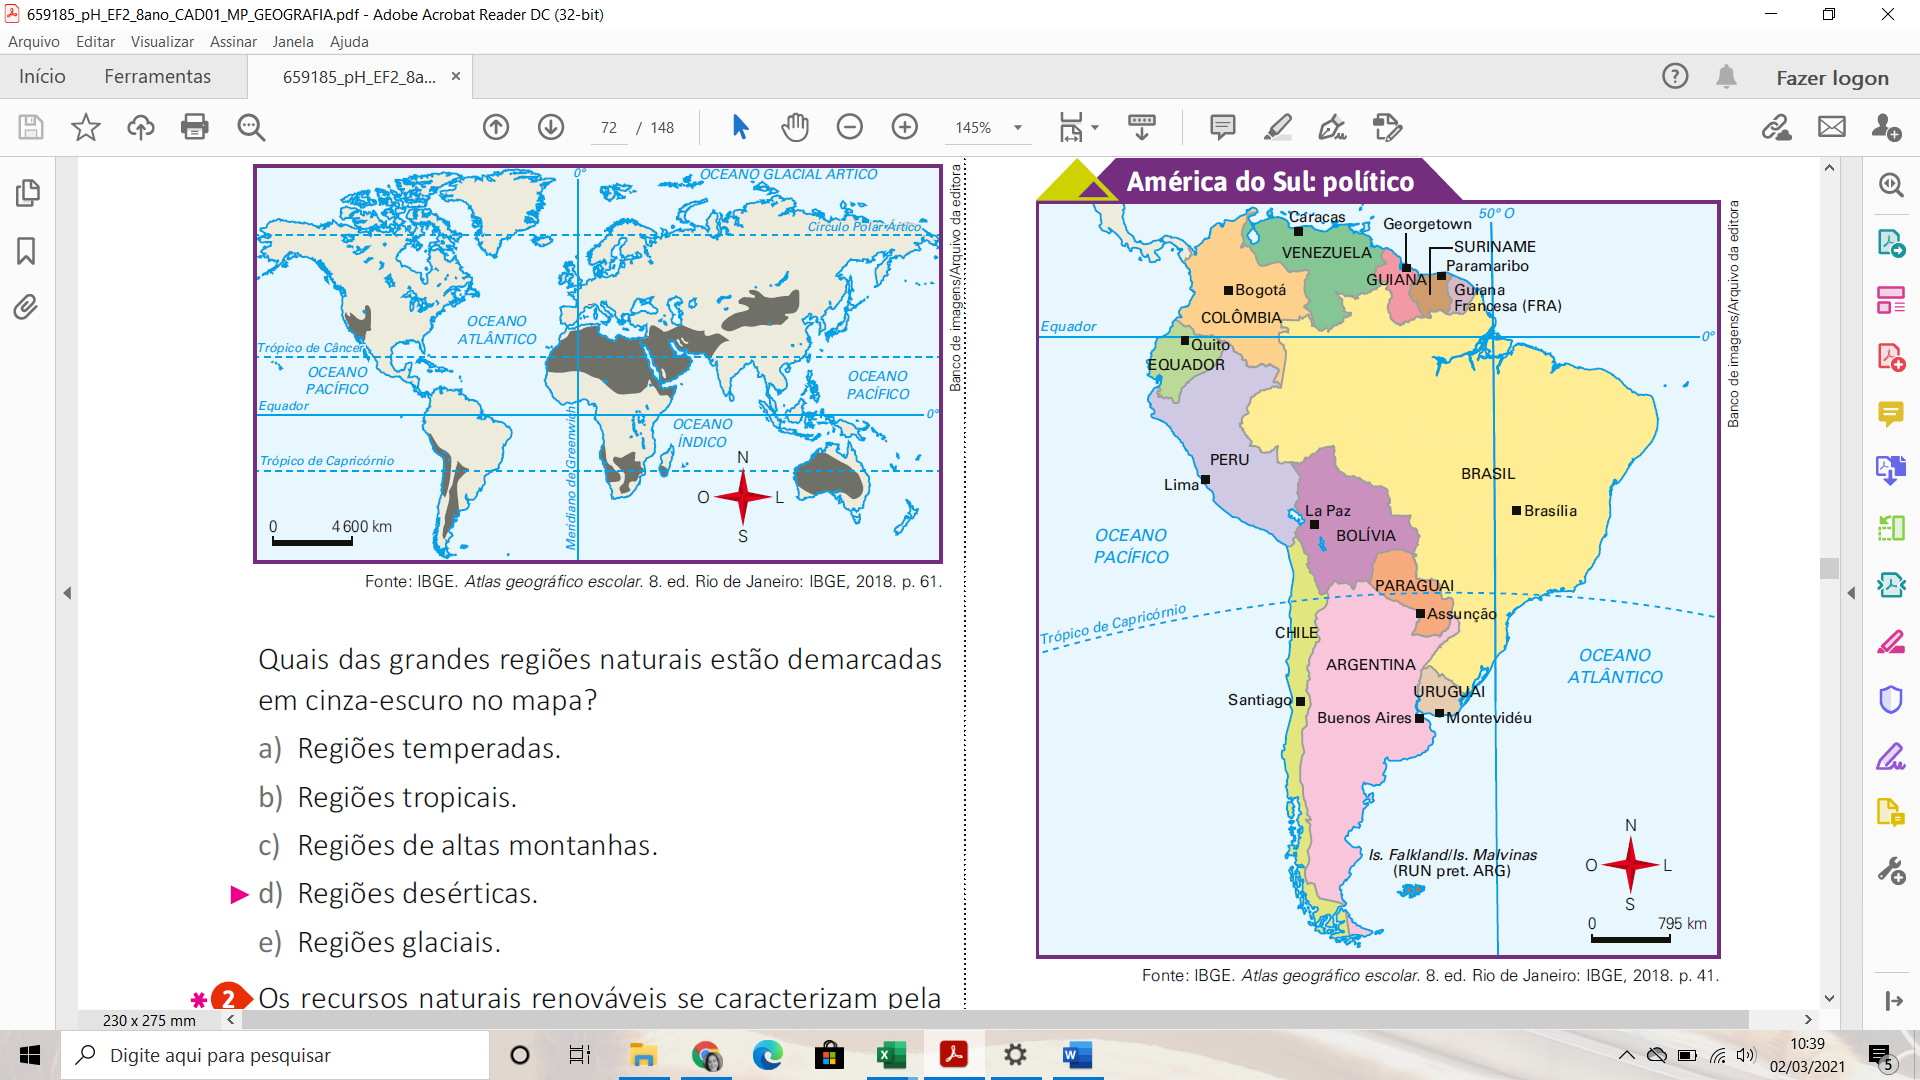 659185_pH_EF2_8ano_CAD01_MP_GEOGRAFIA.pdf - Adobe Acrobat Reader DC (32-bit)
Arquivo Editar Visualizar Assinar Janela Ajuda
Início Ferramentas 659185_pH_EF2_8a... × Fazer logon
72 / 148 145%
0°
OCEANO GLACIAL ÁRTICO
Círculo Polar Ártico
OCEANO
ATLÂNTICO
Trópico de Câncer
OCEANO
PACÍFICO
OCEANO
PACÍFICO
Equador
0°
OCEANO
ÍNDICO
Meridiano de Greenwich
Trópico de Capricórnio
N
O L
S
0 4 600 km
Banco de imagens/Arquivo da editora
Fonte: IBGE. Atlas geográfico escolar. 8. ed. Rio de Janeiro: IBGE, 2018. p. 61.
Quais das grandes regiões naturais estão demarcadas
em cinza-escuro no mapa?
a) Regiões temperadas.
b) Regiões tropicais.
c) Regiões de altas montanhas.
d) Regiões desérticas.
e) Regiões glaciais.
* 2 Os recursos naturais renováveis se caracterizam pela
América do Sul: político
50° O
Caracas
Georgetown
VENEZUELA
SURINAME
Paramaribo
GUIANA
Guiana
Francesa (FRA)
Bogotá
COLÔMBIA
Equador
0°
Quito
EQUADOR
PERU
Lima
BRASIL
La Paz
Brasília
BOLÍVIA
OCEANO
PACÍFICO
PARAGUAI
Assunção
Trópico de Capricórnio
CHILE
ARGENTINA
OCEANO
ATLÂNTICO
URUGUAI
Santiago
Buenos Aires
Montevidéu
Is. Falkland/Is. Malvinas
(RUN pret. ARG)
N
O L
S
0 795 km
Banco de imagens/Arquivo da editora
Fonte: IBGE. Atlas geográfico escolar. 8. ed. Rio de Janeiro: IBGE, 2018. p. 41.
230 x 275 mm
Digite aqui para pesquisar
10:39
02/03/2021
5